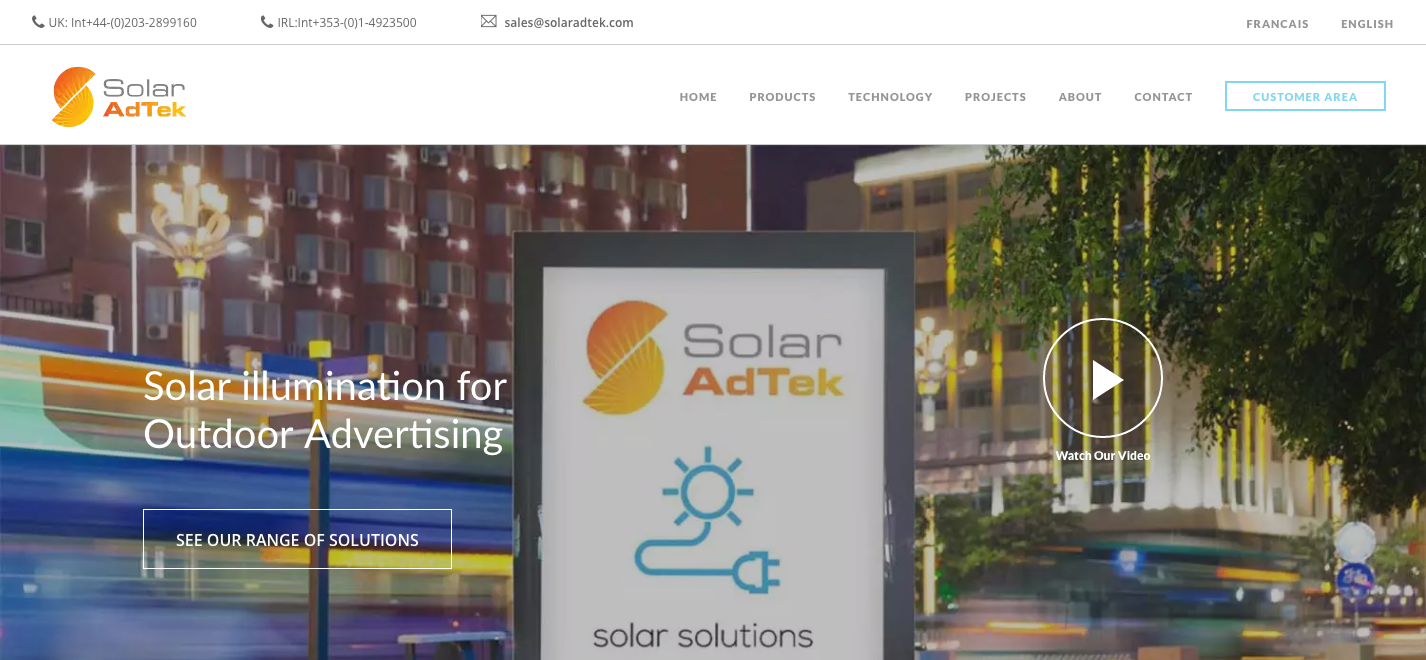 UK: Int+44-(0)203-2899160
IRL:Int+353-(0)1-4923500
sales@solaradtek.com
FRANCAIS
ENGLISH
Solar
AdTek
HOME
PRODUCTS
TECHNOLOGY
PROJECTS
ABOUT
CONTACT
CUSTOMER AREA
Solar
AdTek
Solar illumination for
Outdoor Advertising
Watch Our Video
SEE OUR RANGE OF SOLUTIONS
solar solutions